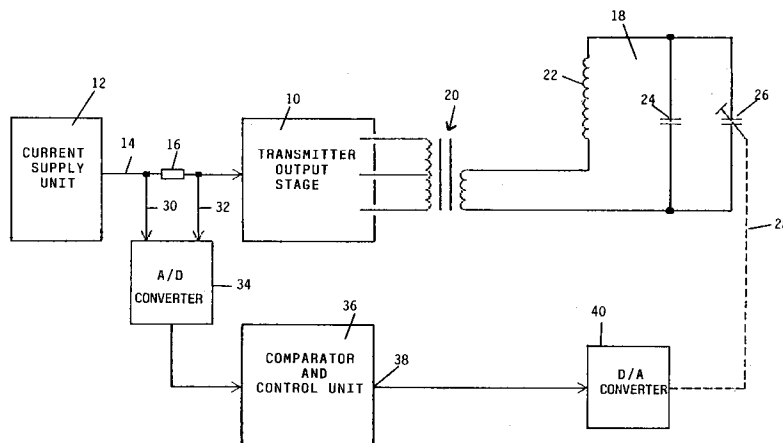 12
CURRENT
SUPPLY
UNIT
14
16
10
TRANSMITTER
OUTPUT
STAGE
20
22
18
24
26
30
32
A/D
CONVERTER
34
36
COMPARATOR
AND
CONTROL UNIT
38
40
D/A
CONVERTER